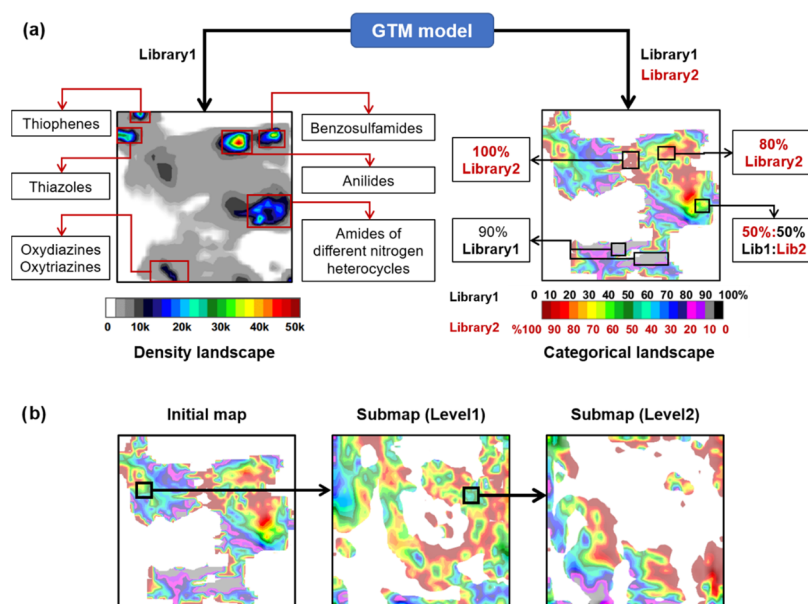 (a)
GTM model
Library1
Library1
Library2
Thiophenes
Thiazoles
Oxydiazines
Oxytriazines
Benzosulfamides
Anilides
Amides of
different nitrogen
heterocycles
0 10k 20k 30k 40k 50k
Density landscape
100%
Library2
80%
Library2
90%
Library1
50%:50%
Lib1:Lib2
Library1 0 10 20 30 40 50 60 70 80 90 100%
Library2 %100 90 80 70 60 50 40 30 20 10 0
Categorical landscape
(b)
Initial map
Submap (Level1)
Submap (Level2)